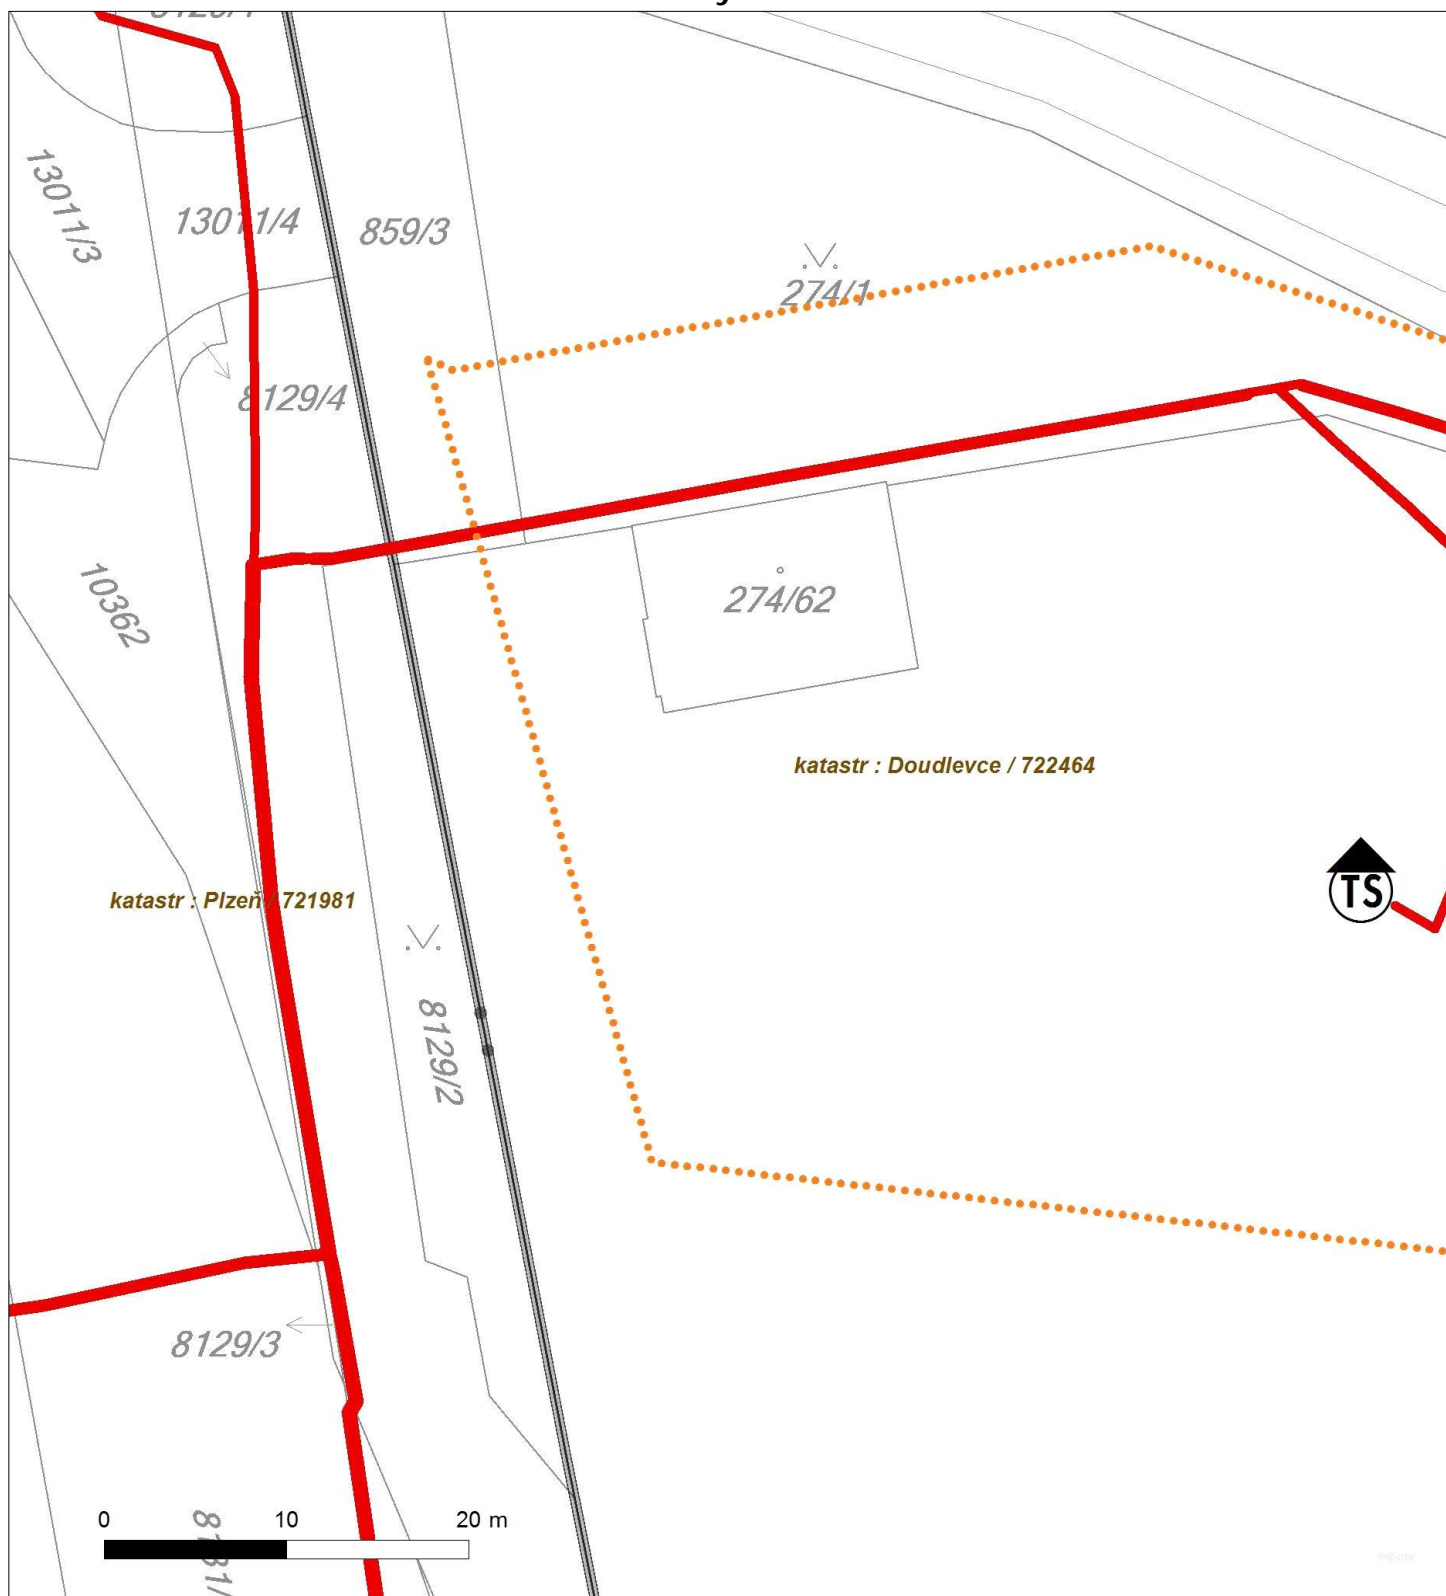 13011/3
13011/4
859/3
274/1
8129/4
10362
274/62
katastr : Doudlevce / 722464
TS
katastr : Plzeň / 721981
8129/2
8129/3
0 10 20 m